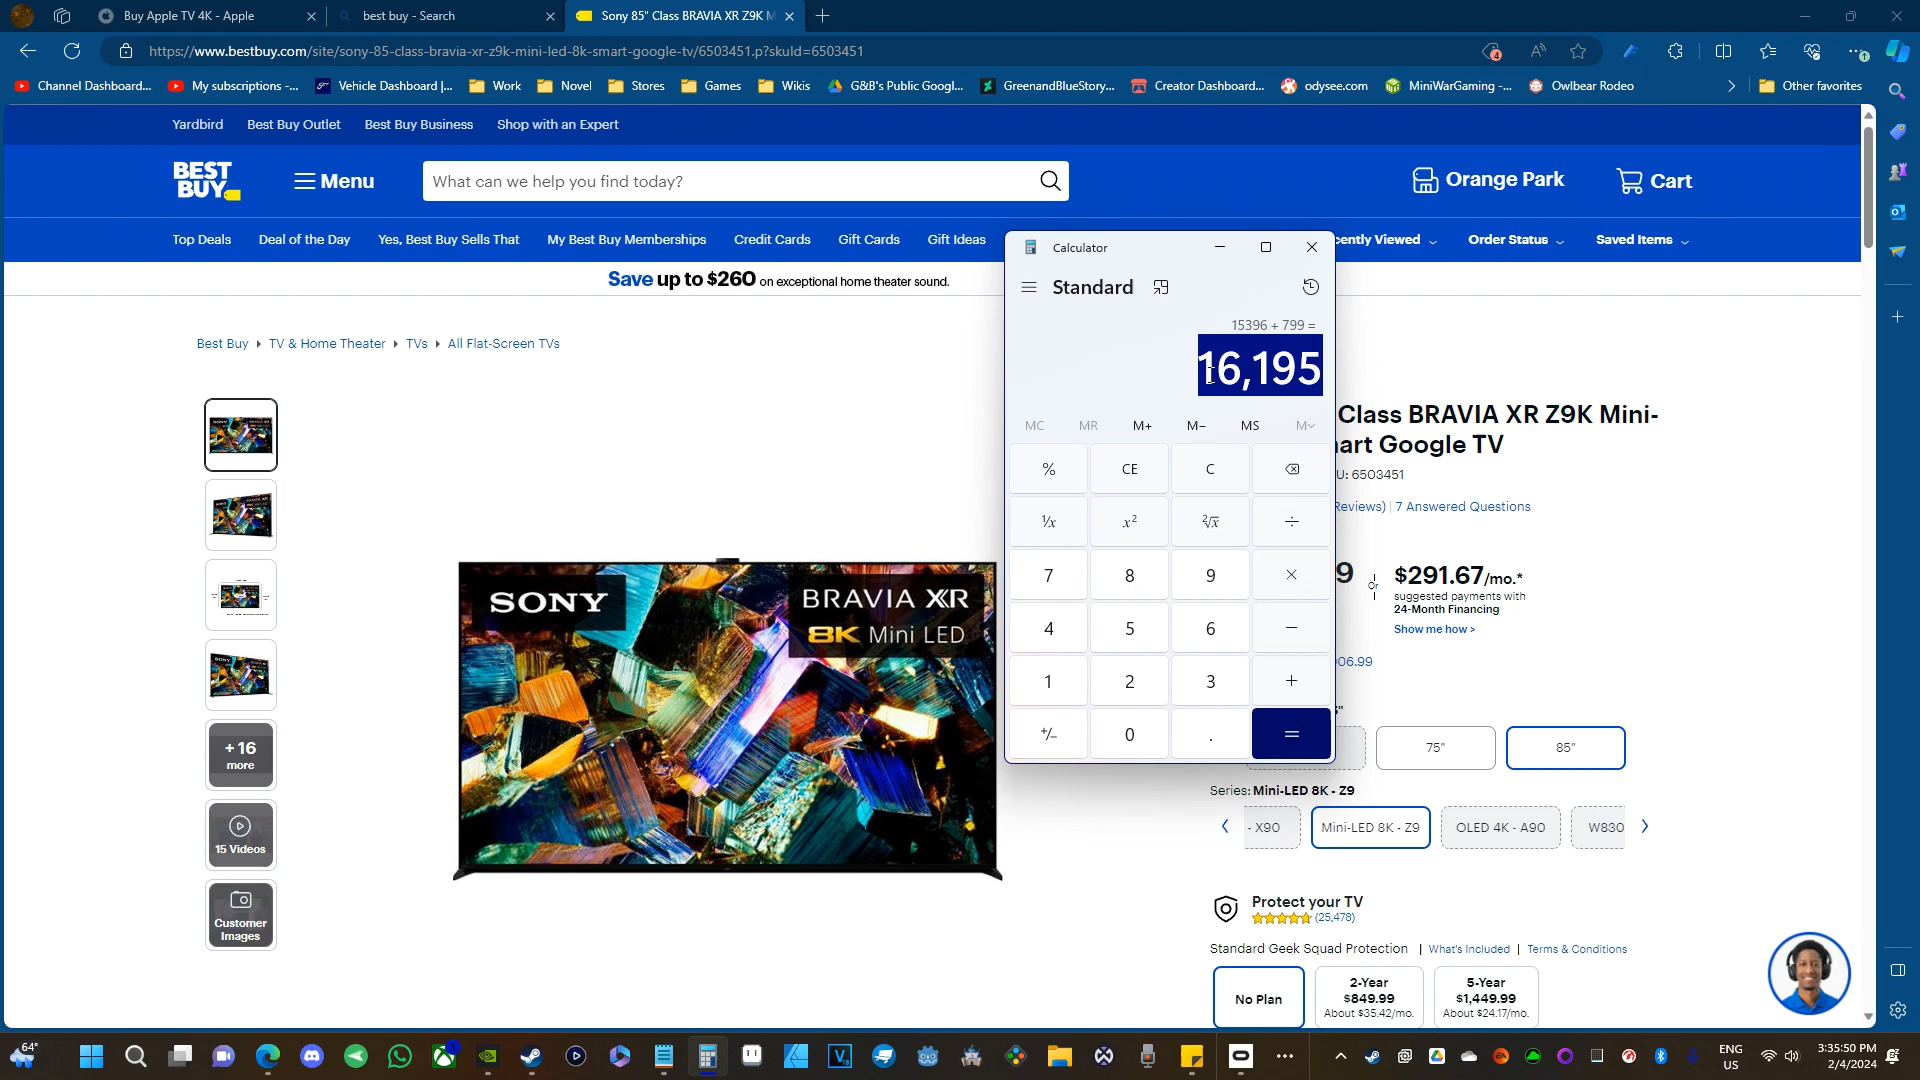 Buy Apple TV 4K - Apple
best buy - Search
Sony 85" Class BRAVIA XR Z9K M
https://www.bestbuy.com/site/sony-85-class-bravia-xr-z9k-mini-led-8k-smart-google-tv/6503451.p?skuId=6503451
Channel Dashboard...
My subscriptions -...
Vehicle Dashboard |...
Work
Novel
Stores
Games
Wikis
G&B's Public Googl...
GreenandBlueStory...
Creator Dashboard...
odysee.com
MiniWarGaming -...
Owlbear Rodeo
Other favorites
Yardbird
Best Buy Outlet
Best Buy Business
Shop with an Expert
BEST
BUY
Menu
What can we help you find today?
Orange Park
Cart
Top Deals
Deal of the Day
Yes, Best Buy Sells That
My Best Buy Memberships
Credit Cards
Gift Cards
Gift Ideas
cently Viewed
Order Status
Saved Items
Save up to $260 on exceptional home theater sound.
Best Buy
TV & Home Theater
TVs
All Flat-Screen TVs
Calculator
Standard
15396 + 799 =
16,195
MC MR M+ M− MS M
% CE C
¹/x x² ²√x ÷
7 8 9 ×
4 5 6 −
1 2 3 +
+/− 0 . =
Class BRAVIA XR Z9K Mini-
art Google TV
U: 6503451
Reviews) | 7 Answered Questions
9
Or
$291.67/mo.*
suggested payments with
24-Month Financing
Show me how >
06.99
75"
85"
Series: Mini-LED 8K - Z9
- X90
Mini-LED 8K - Z9
OLED 4K - A90
W830
SONY
BRAVIA XR
8K Mini LED
+ 16
more
15 Videos
Customer
Images
Protect your TV
(25,478)
Standard Geek Squad Protection | What's Included | Terms & Conditions
No Plan
2-Year
$849.99
About $35.42/mo.
5-Year
$1,449.99
About $24.17/mo.
64°
ENG
US
3:35:50 PM
2/4/2024